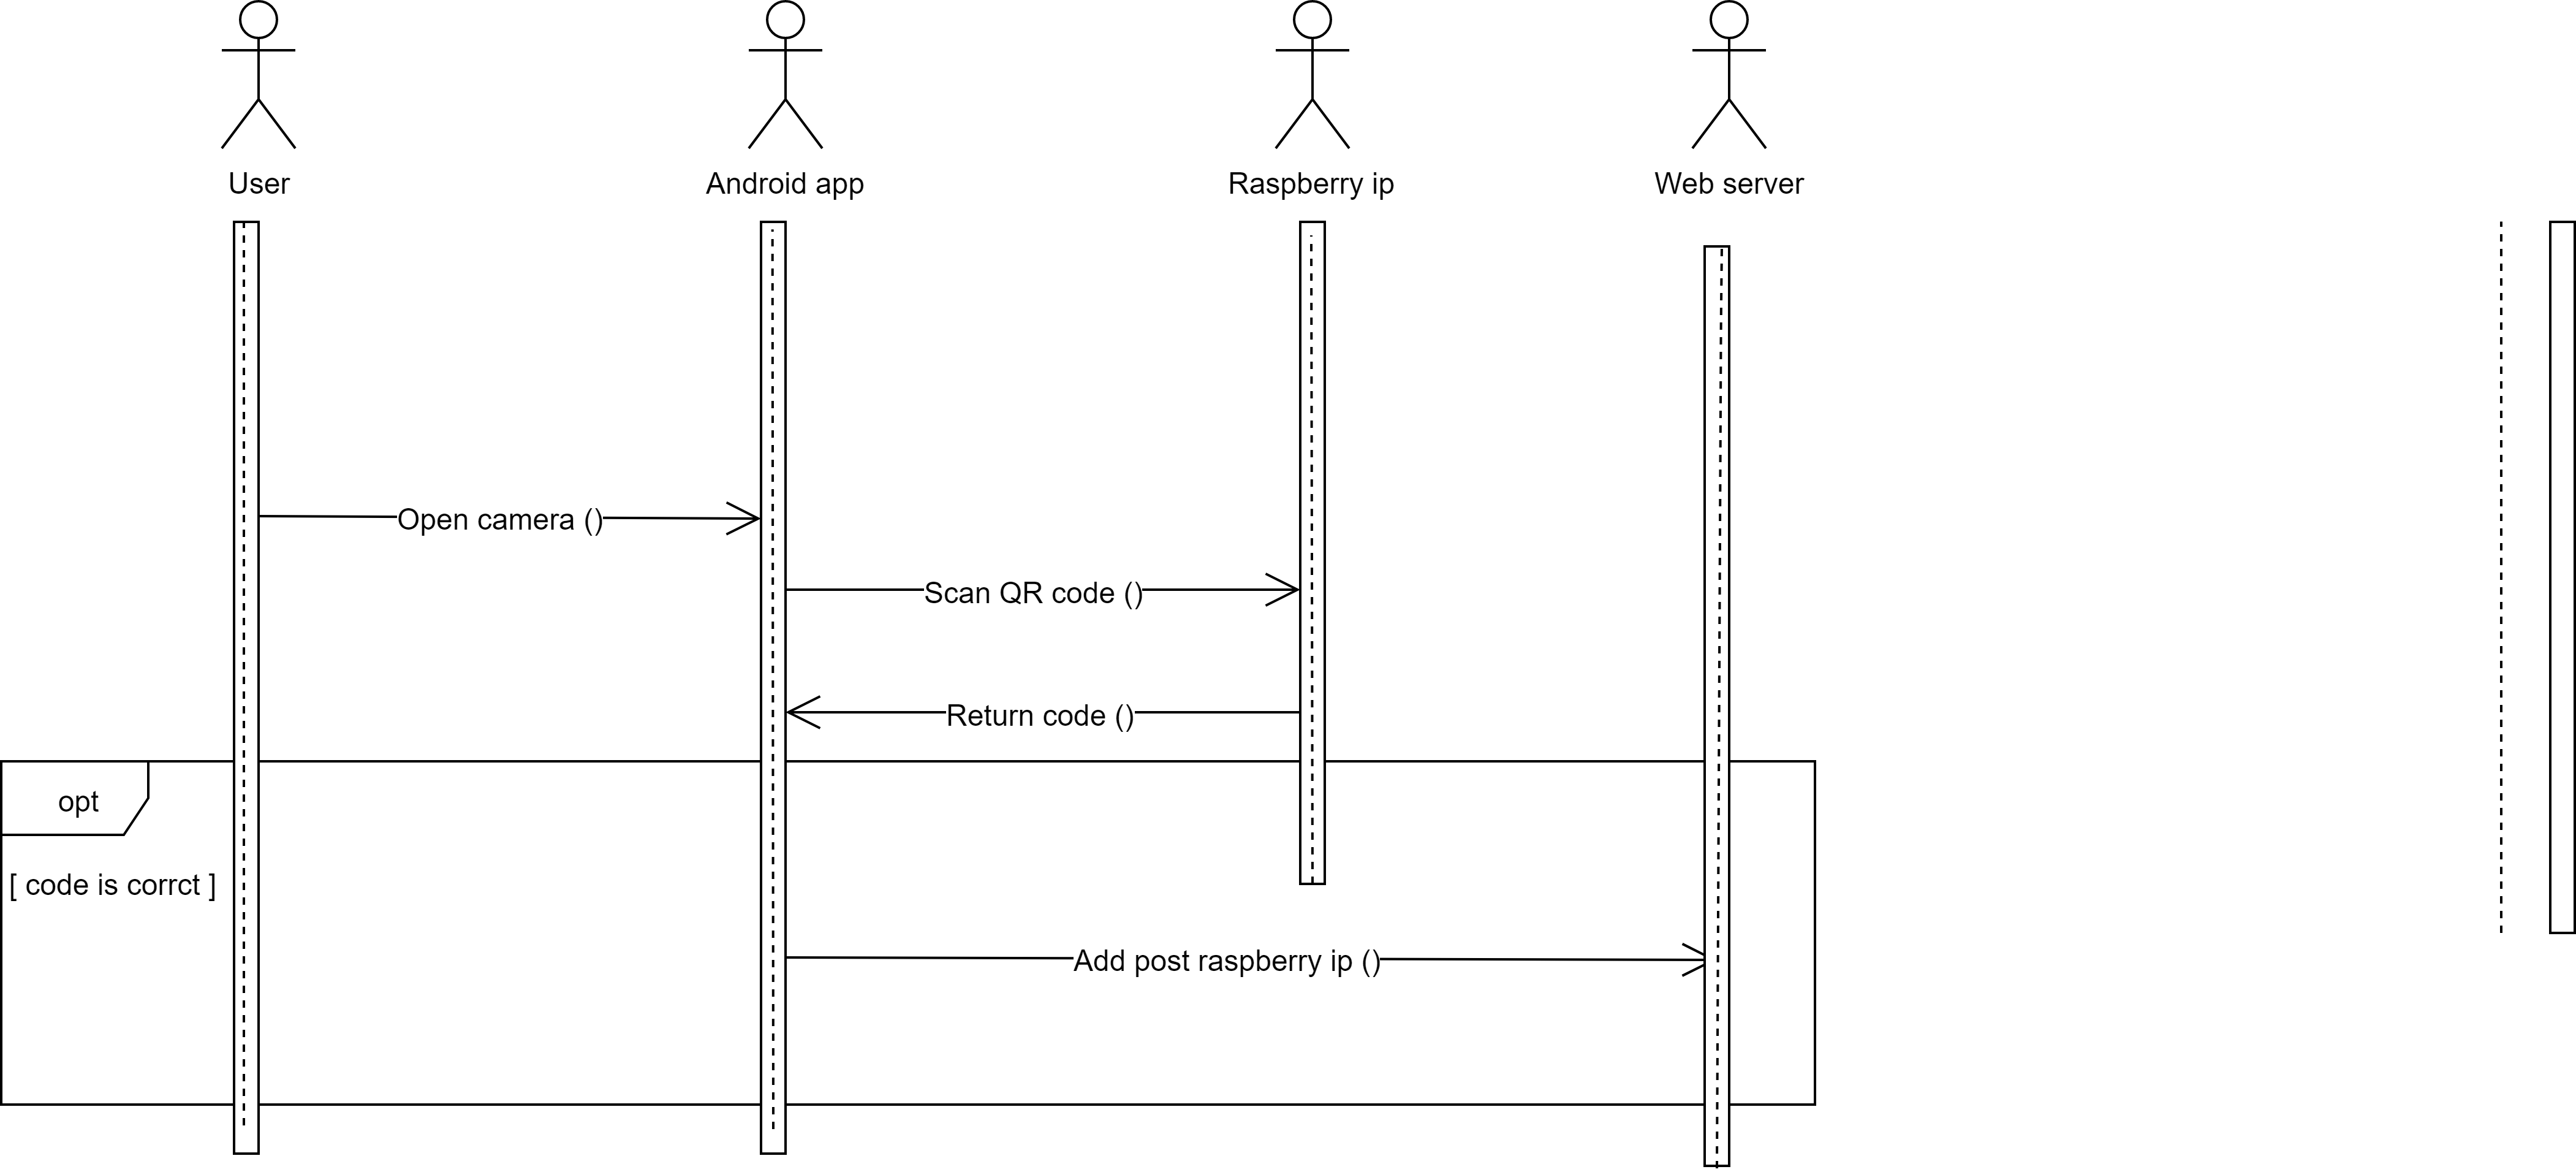 User
Android app
Raspberry ip
Web server
Open camera ()
Scan QR code ()
Return code ()
opt
[ code is corrct ]
Add post raspberry ip ()